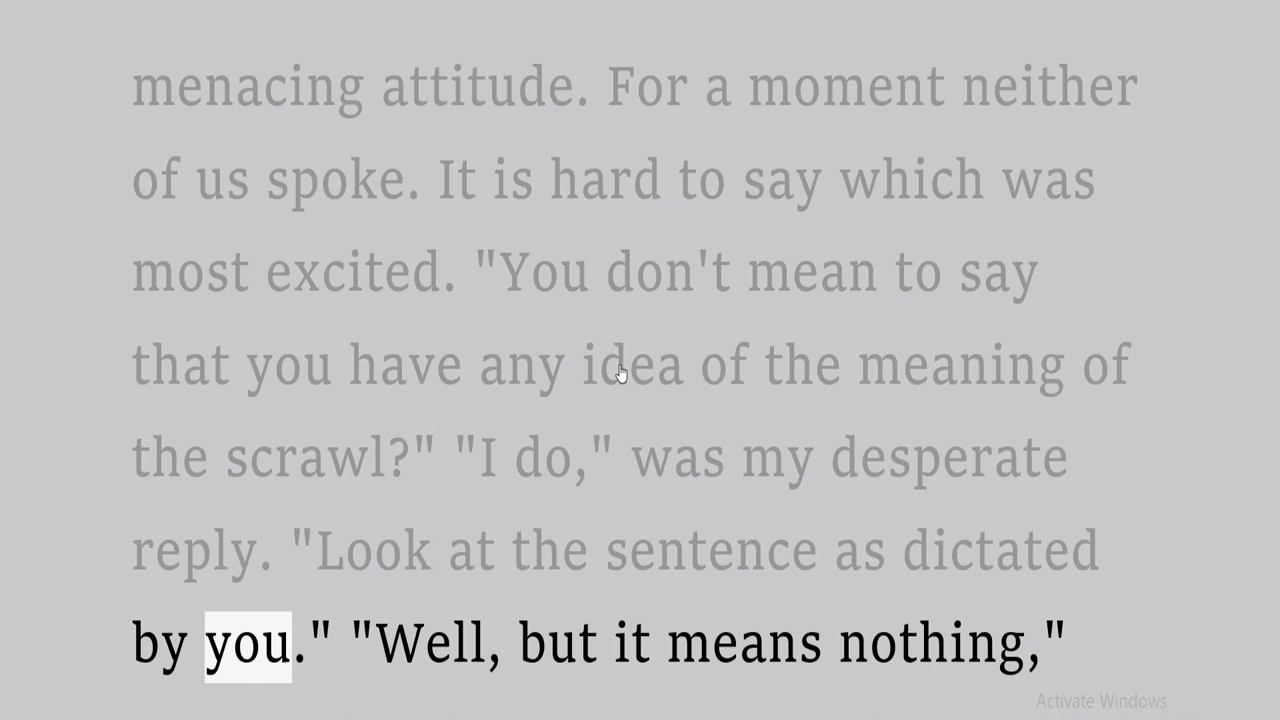 menacing attitude. For a moment neither
of us spoke. It is hard to say which was
most excited. "You don't mean to say
that you have any idea of the meaning of
the scrawl?" "I do," was my desperate
reply. "Look at the sentence as dictated
by you." "Well, but it means nothing,"
Activate Windows